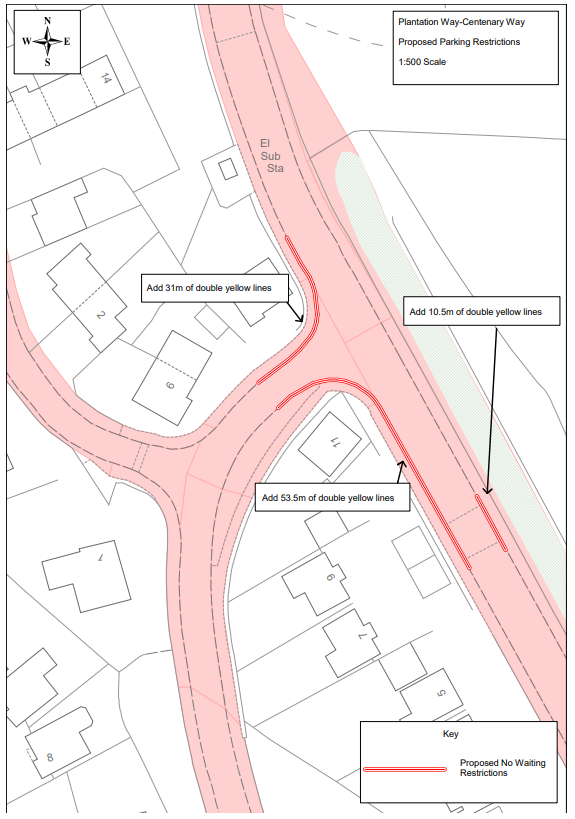 N
W E
S
Plantation Way-Centenary Way
Proposed Parking Restrictions
1:500 Scale
14
El
Sub
Sta
Add 31m of double yellow lines
Add 10.5m of double yellow lines
2
6
11
Add 53.5m of double yellow lines
1
9
7
5
8
Key
Proposed No Waiting
Restrictions